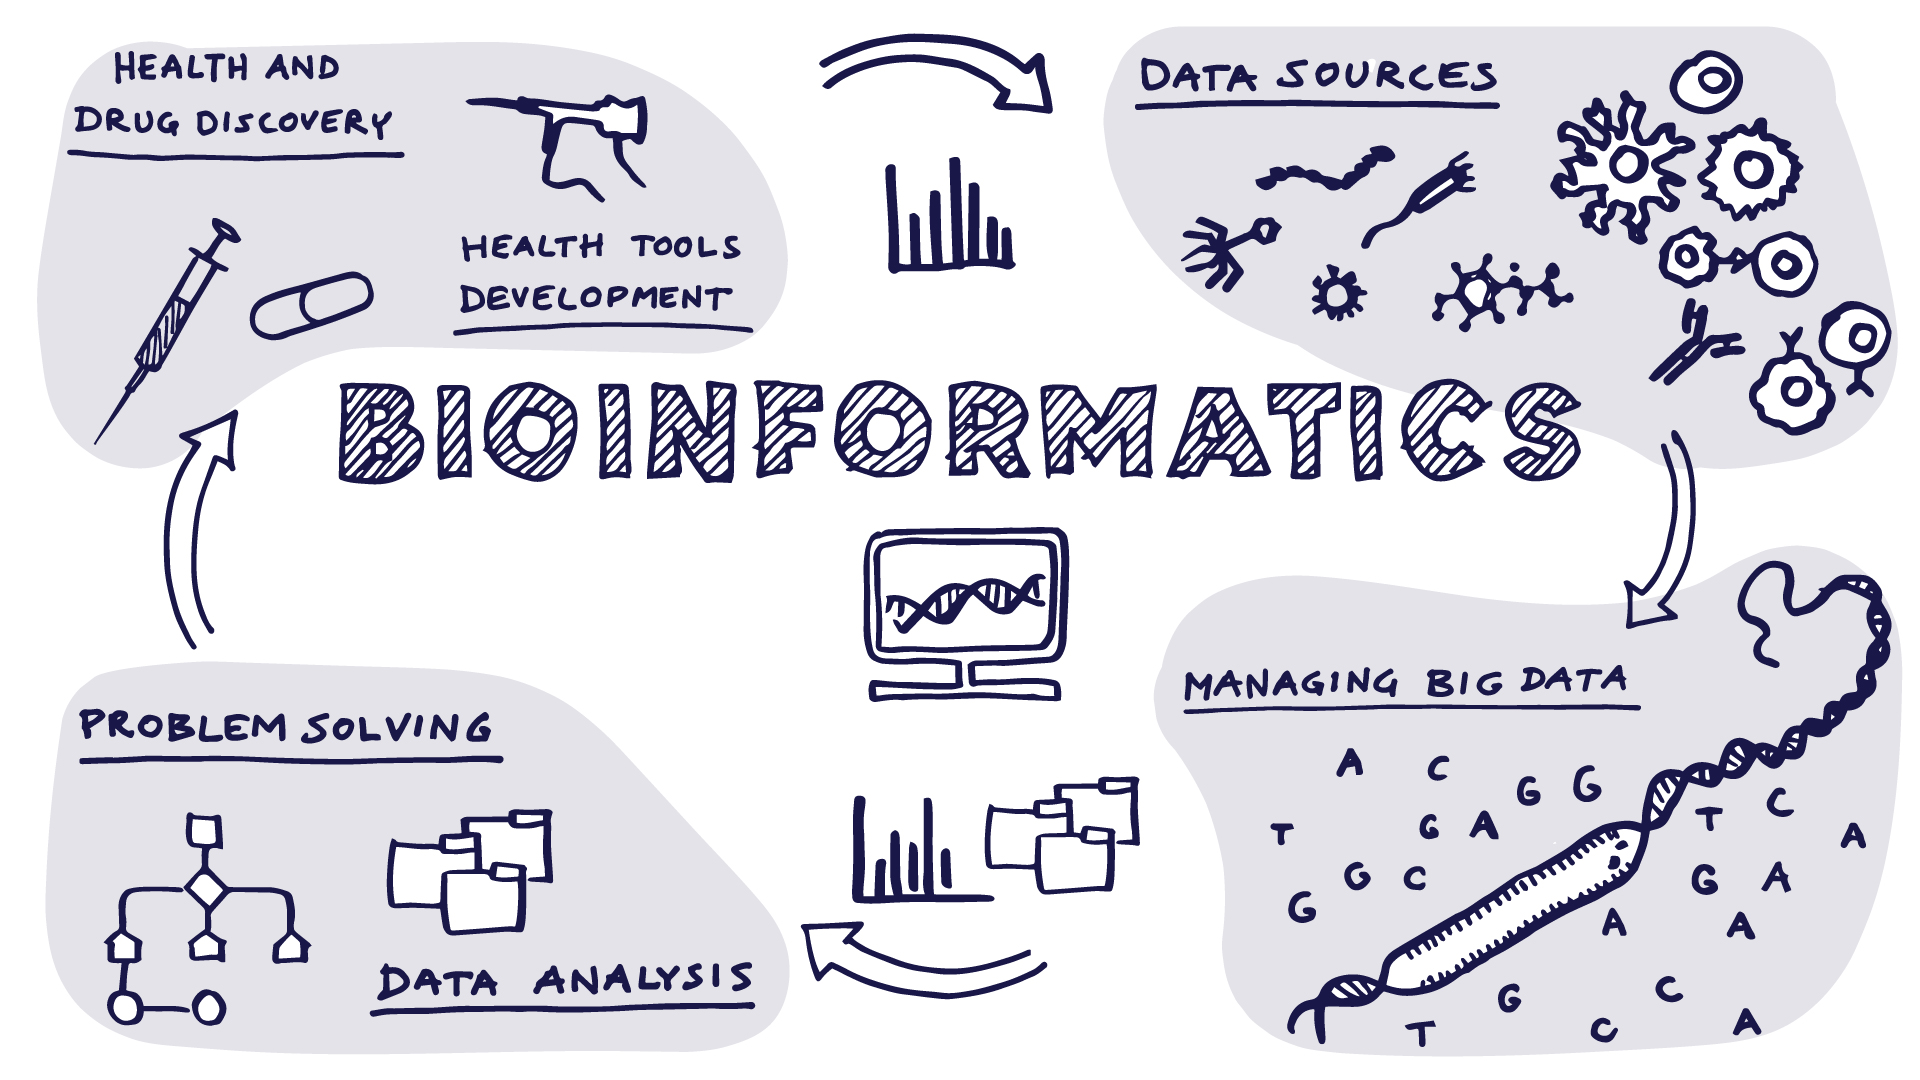 HEALTH AND
DRUG DISCOVERY
HEALTH TOOLS
DEVELOPMENT
DATA SOURCES
BIOINFORMATICS
PROBLEM SOLVING
DATA ANALYSIS
MANAGING BIG DATA
A C
G G
T G A T C A
G C G A
G A A
G C
T C A